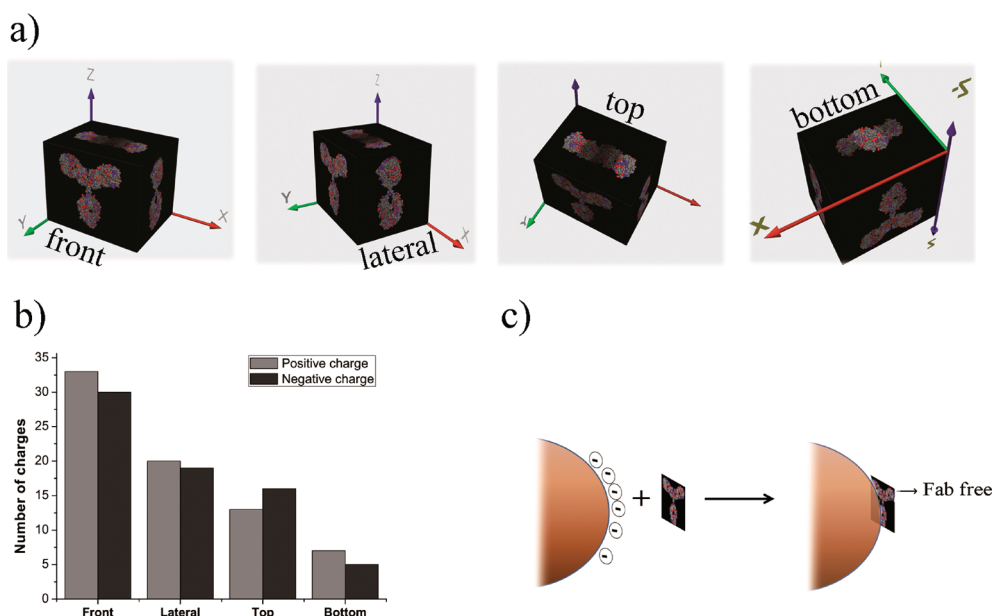 a)
Z
Y
X
front
Z
Y
X
lateral
top
Y
bottom
-Z
X
b)
35
30
25
20
15
10
5
0
Number of charges
Positive charge
Negative charge
Front
Lateral
Top
Bottom
c)
- - - - - -
+
Fab free